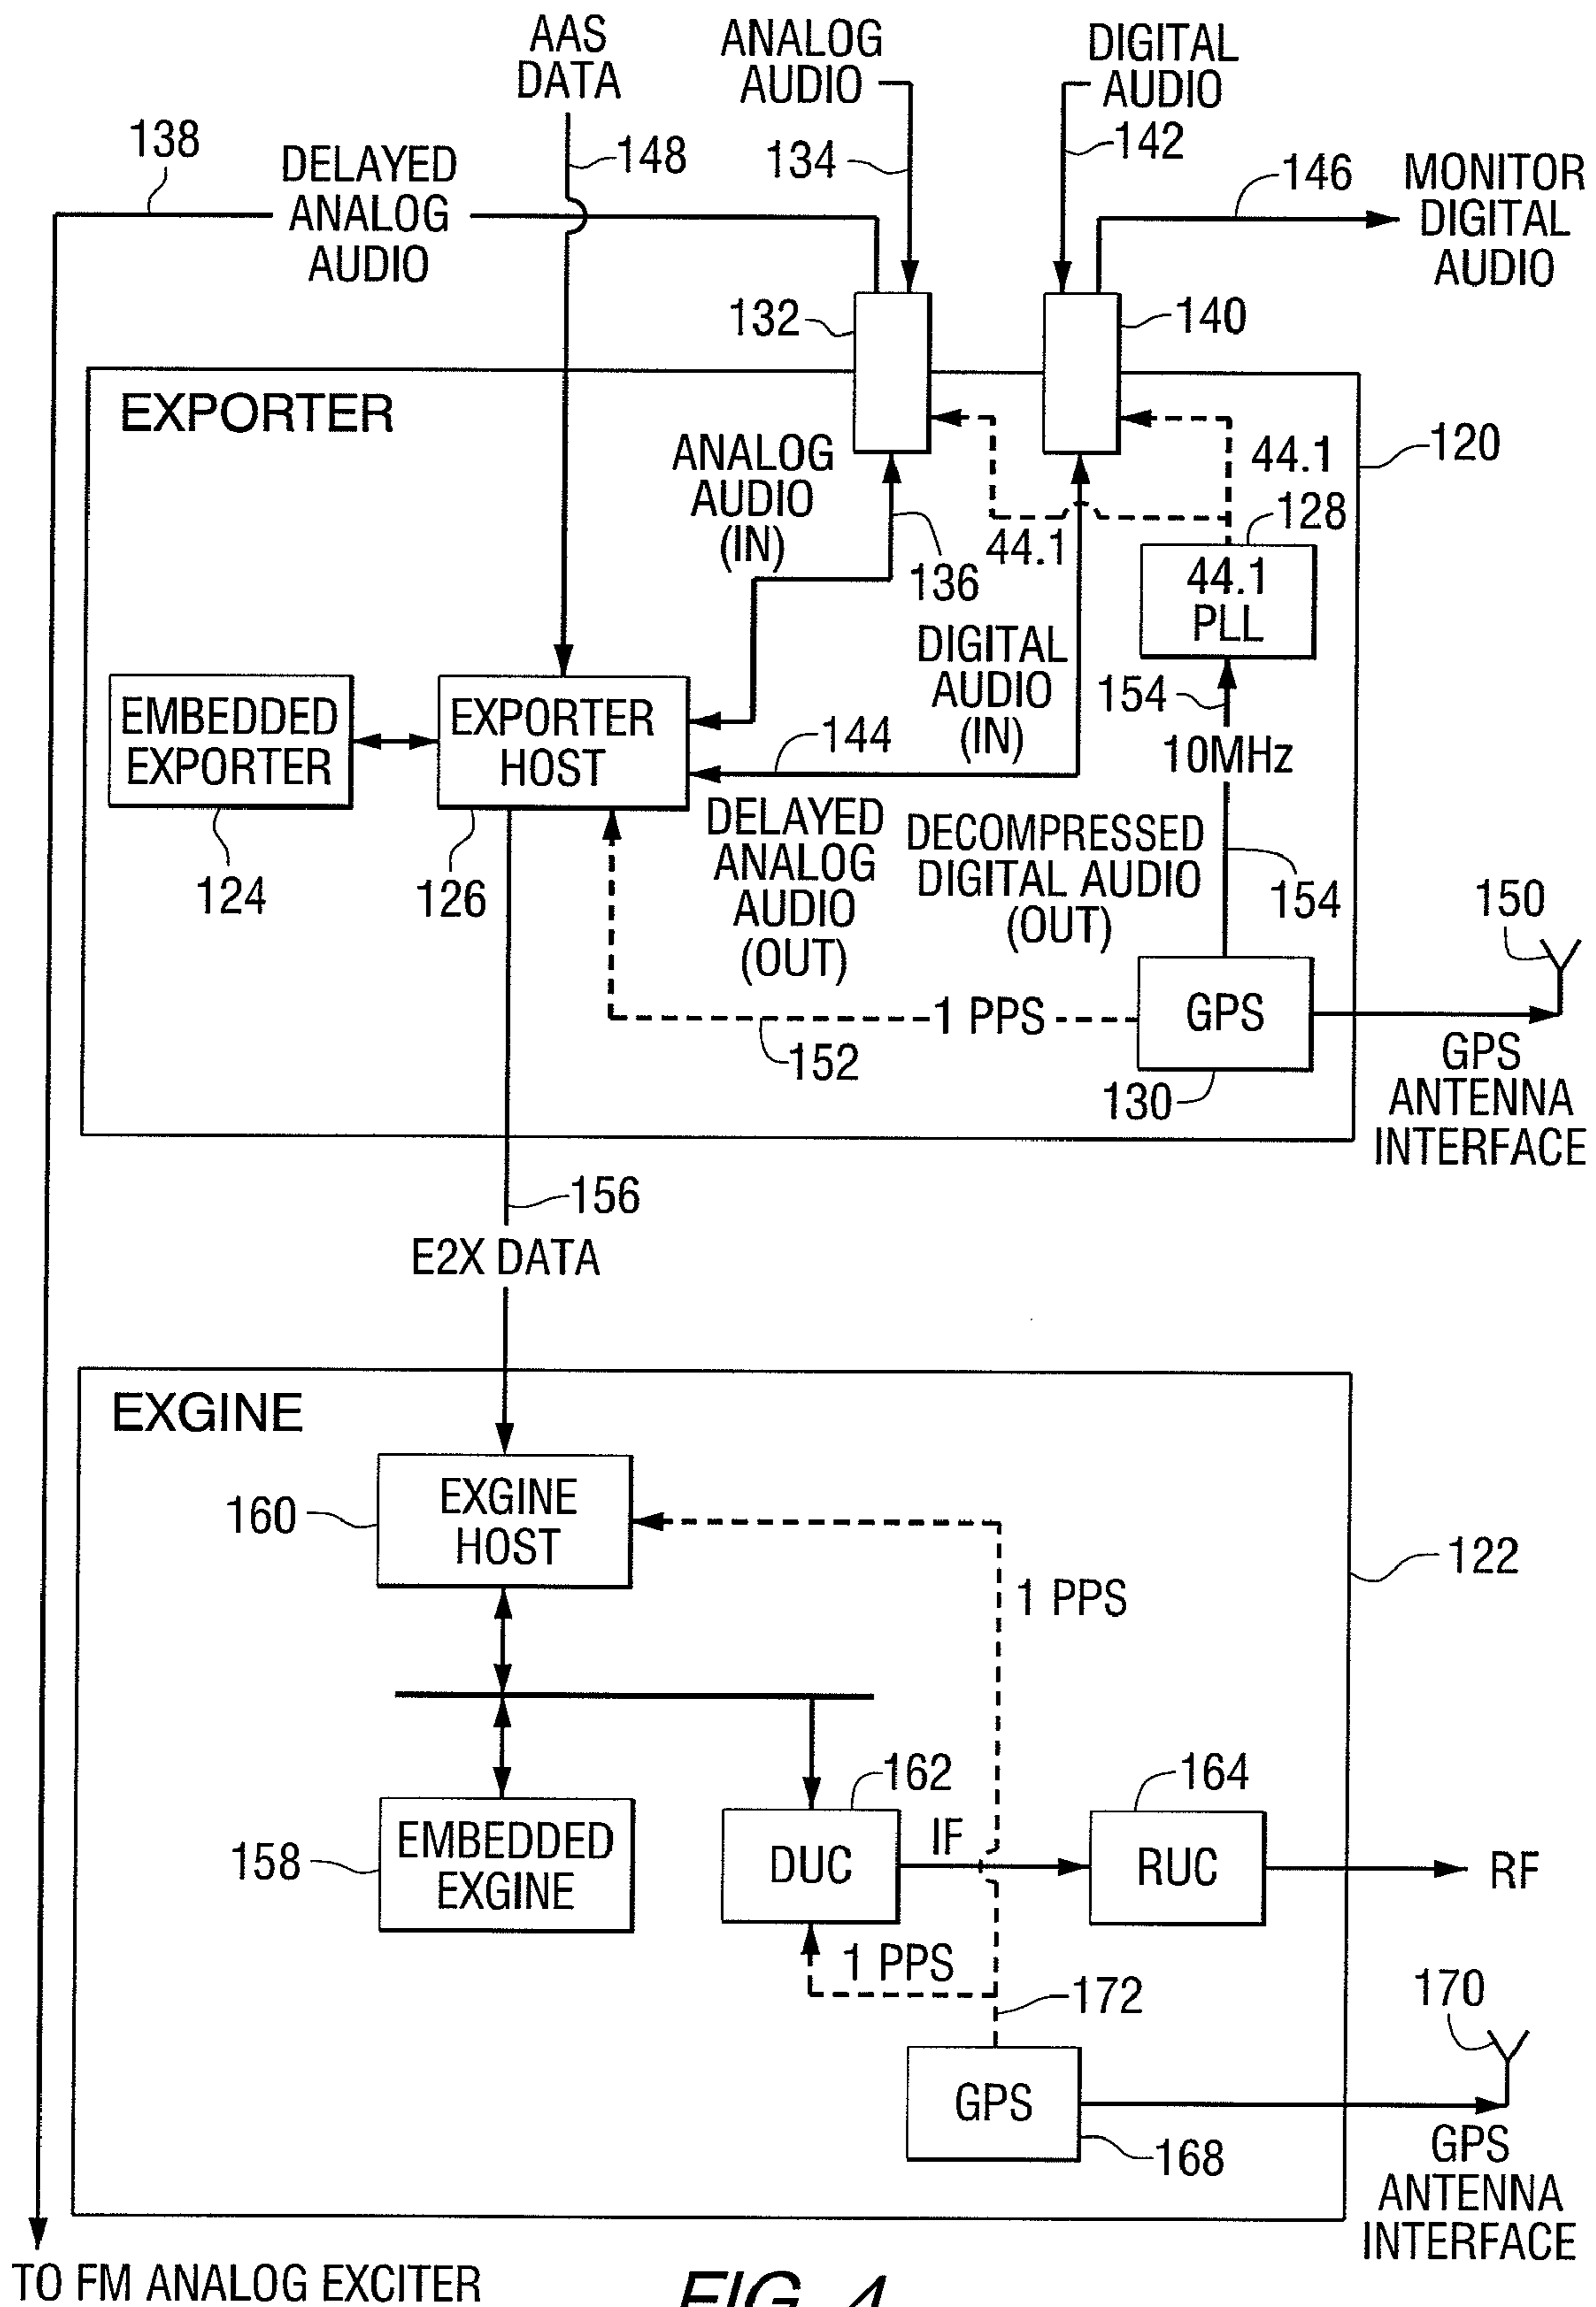 AAS
DATA
ANALOG
AUDIO
DIGITAL
AUDIO
138
148
134
142
146
DELAYED
ANALOG
AUDIO
MONITOR
DIGITAL
AUDIO
132
140
EXPORTER
120
ANALOG
AUDIO
(IN)
44.1
128
136
44.1
44.1
PLL
DIGITAL
AUDIO
(IN)
154
10MHz
EMBEDDED
EXPORTER
EXPORTER
HOST
144
124
126
DELAYED
ANALOG
AUDIO
(OUT)
DECOMPRESSED
DIGITAL AUDIO
(OUT)
154
150
1 PPS
GPS
152
130
GPS
ANTENNA
INTERFACE
156
E2X DATA
EXGINE
160
EXGINE
HOST
122
1 PPS
162
164
158
EMBEDDED
EXGINE
DUC
IF
RUC
RF
1 PPS
172
170
GPS
168
GPS
ANTENNA
INTERFACE
TO FM ANALOG EXCITER
FIG. 4